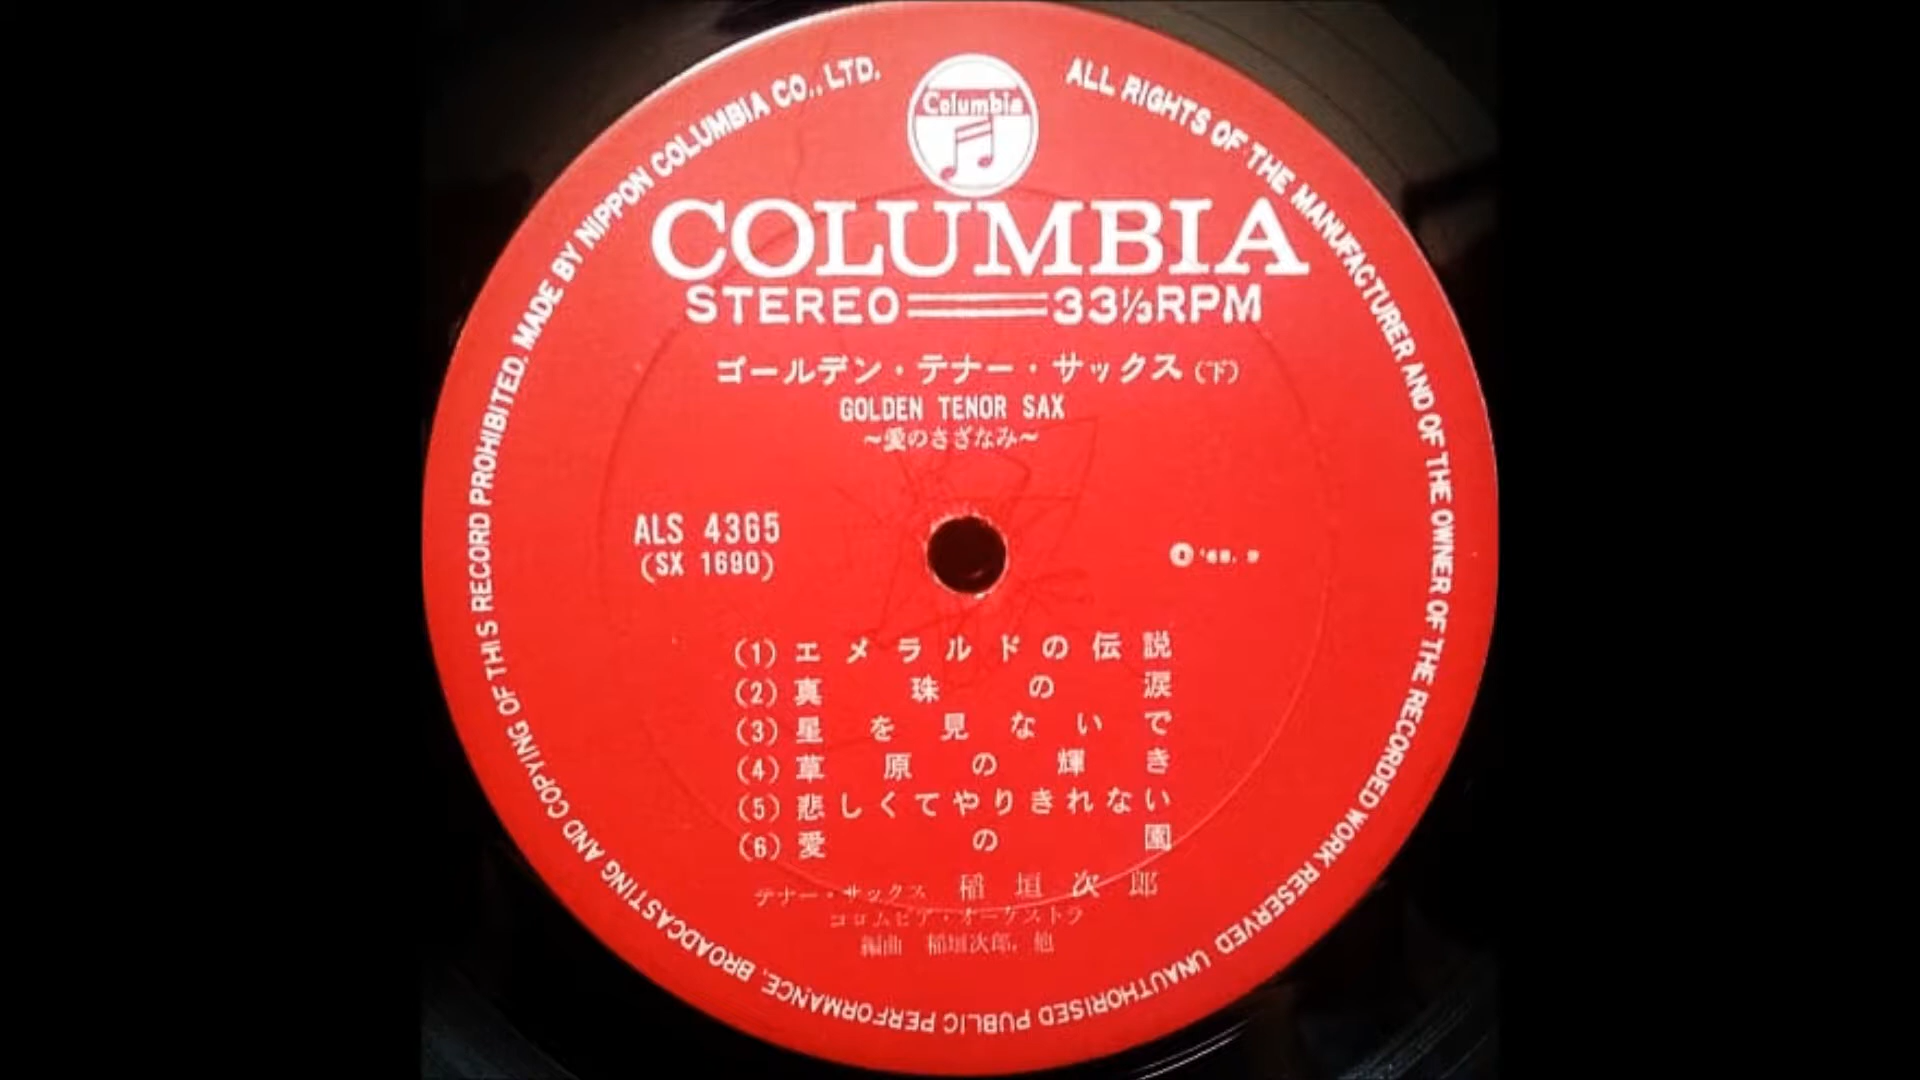 MADE BY NIPPON COLUMBIA CO., LTD.
ALL RIGHTS OF THE MANUFACTURER AND OF THE OWNER OF THE RECORDED WORK RESERVED
UNAUTHORISED PUBLIC PERFORMANCE, BROADCASTING AND COPYING OF THIS RECORD PROHIBITED.
Columbia
COLUMBIA
STEREO 33⅓RPM
ゴールデン・テナー・サックス (下)
GOLDEN TENOR SAX
～愛のさざなみ～
ALS 4365
(SX 1690)
(1) エメラルドの伝説
(2) 真珠の涙
(3) 星を見ないで
(4) 草原の輝き
(5) 悲しくてやりきれない
(6) 愛の園
テナー・サックス 稲垣次郎
コロムビア・オーケストラ
編曲 稲垣次郎, 他